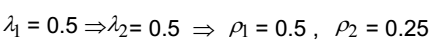 λ₁ = 0.5 ⇒ λ₂ = 0.5 ⇒ ρ₁ = 0.5 , ρ₂ = 0.25